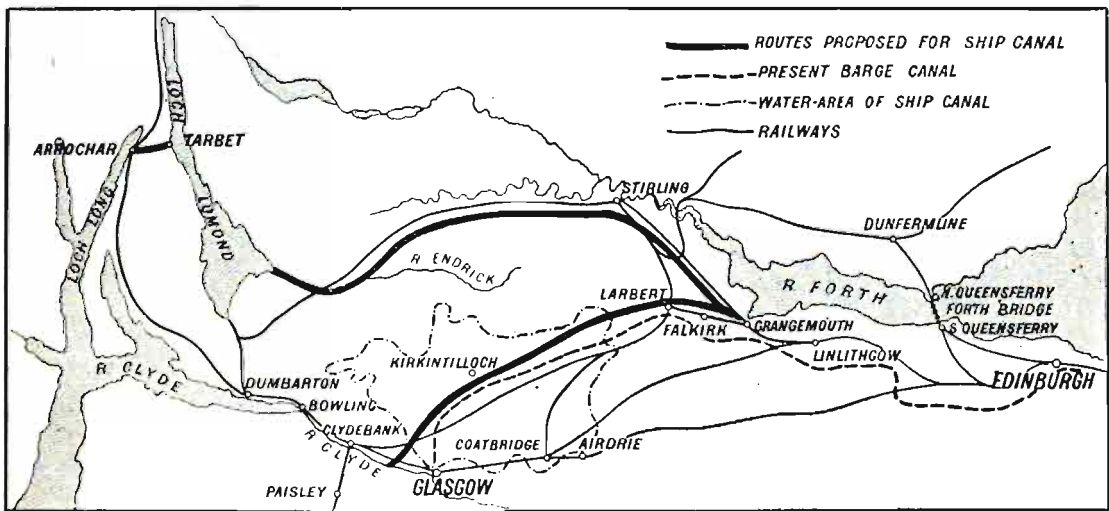 ROUTES PROPOSED FOR SHIP CANAL
PRESENT BARGE CANAL
WATER-AREA OF SHIP CANAL
RAILWAYS
LOCH
LOMOND
ARROCHAR
TARBET
LOCH LONG
STIRLING
DUNFERMLINE
R ENDRICK
R FORTH
N. QUEENSFERRY
FORTH BRIDGE
S QUEENSFERRY
LARBERT
FALKIRK
GRANGEMOUTH
LINLITHGOW
EDINBURGH
KIRKINTILLOCH
R CLYDE
DUMBARTON
BOWLING
CLYDEBANK
R CLYDE
COATBRIDGE
AIRDRIE
GLASGOW
PAISLEY